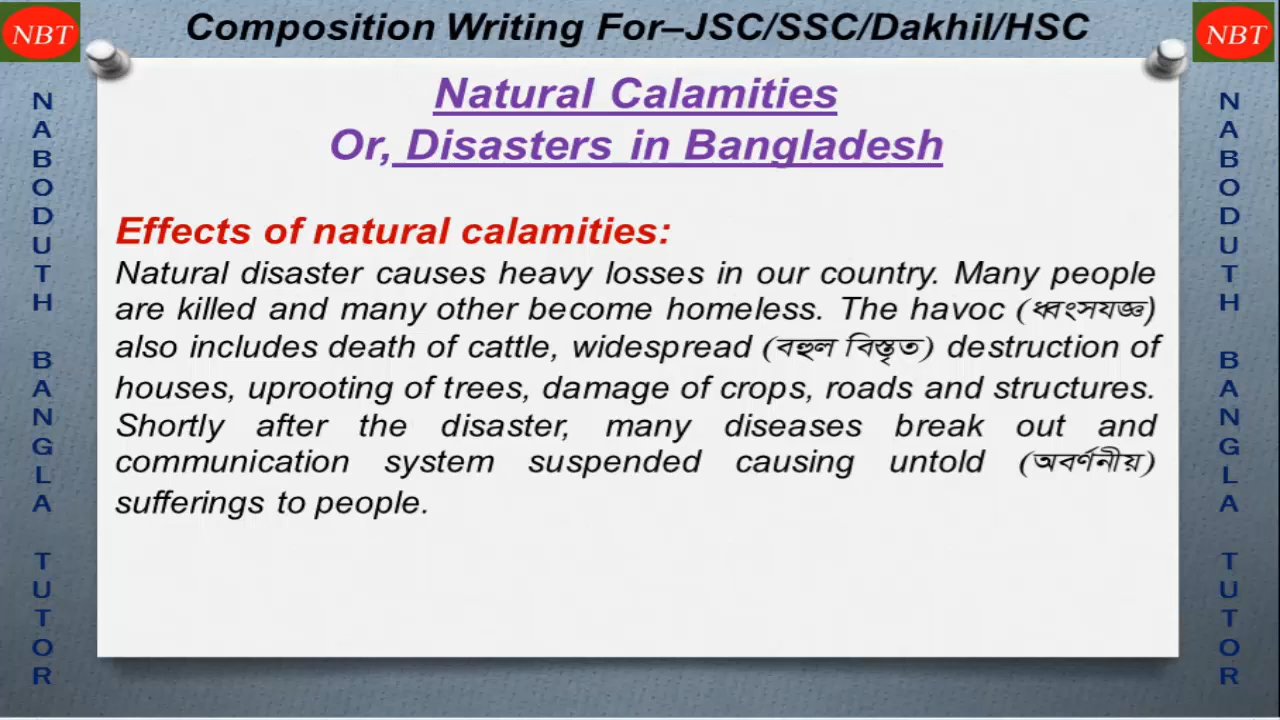 Composition Writing For–JSC/SSC/Dakhil/HSC
NBT
NBT
Natural Calamities
Or, Disasters in Bangladesh
Effects of natural calamities:
Natural disaster causes heavy losses in our country. Many people
are killed and many other become homeless. The havoc (ধ্বংসযজ্ঞ)
also includes death of cattle, widespread (বহুল বিস্তৃত) destruction of
houses, uprooting of trees, damage of crops, roads and structures.
Shortly after the disaster, many diseases break out and
communication system suspended causing untold (অবর্ণনীয়)
sufferings to people.
NABODUTH BANGLA TUTOR
NABODUTH BANGLA TUTOR